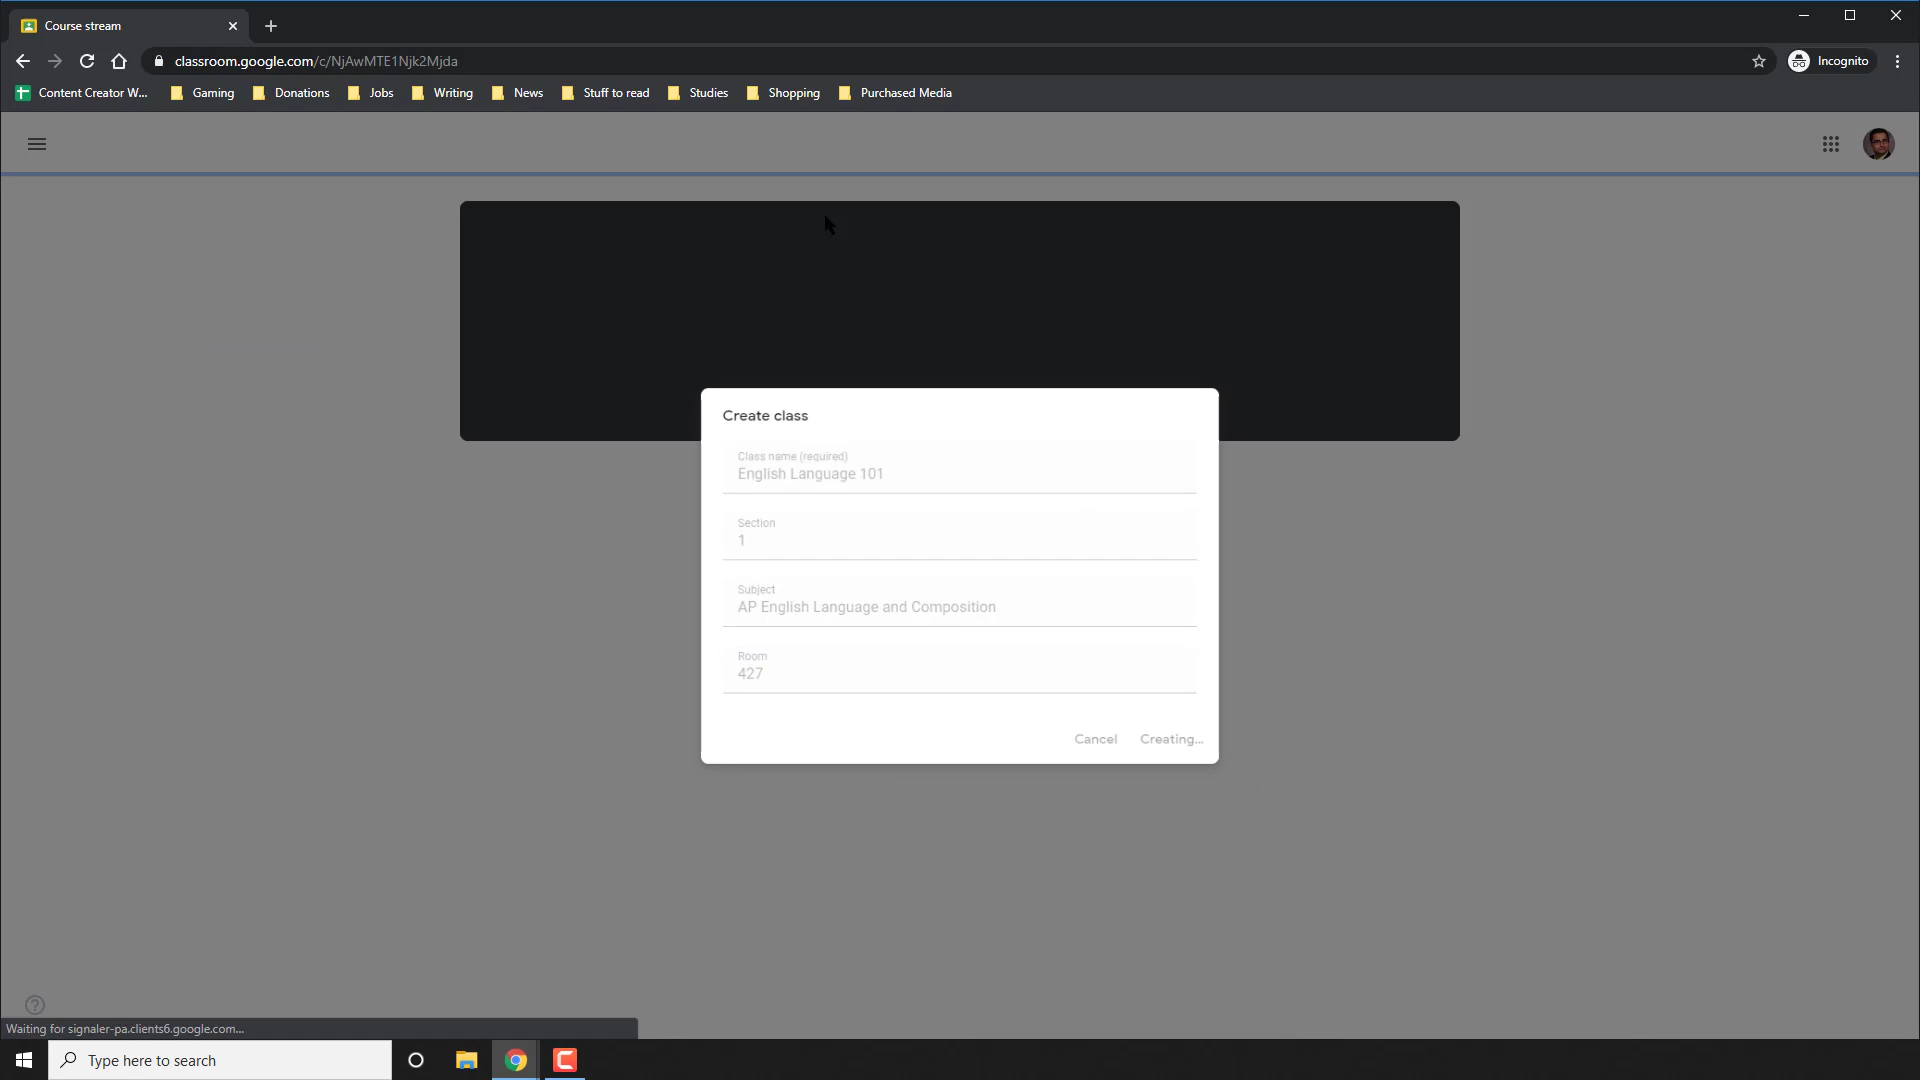 Course stream
classroom.google.com/c/NjAwMTE1Njk2Mjda
Incognito
Content Creator W...
Gaming
Donations
Jobs
Writing
News
Stuff to read
Studies
Shopping
Purchased Media
Create class
Class name (required)
English Language 101
Section
1
Subject
AP English Language and Composition
Room
427
Cancel
Creating...
Waiting for signaler-pa.clients6.google.com...
Type here to search